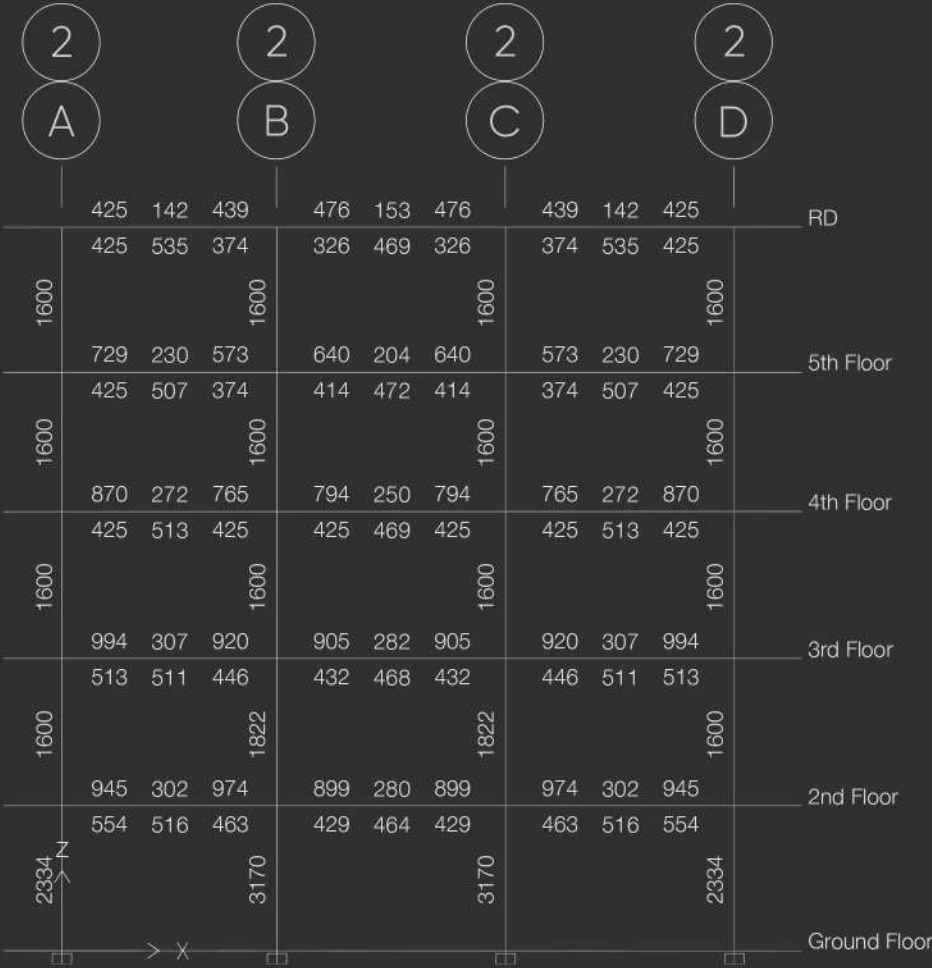 2 2 2 2
A B C D
425 142 439 476 153 476 439 142 425
RD
425 535 374 326 469 326 374 535 425
1600 1600 1600 1600
729 230 573 640 204 640 573 230 729
5th Floor
425 507 374 414 472 414 374 507 425
1600 1600 1600 1600
870 272 765 794 250 794 765 272 870
4th Floor
425 513 425 425 469 425 425 513 425
1600 1600 1600 1600
994 307 920 905 282 905 920 307 994
3rd Floor
513 511 446 432 468 432 446 511 513
1600 1822 1822 1600
945 302 974 899 280 899 974 302 945
2nd Floor
554 516 463 429 464 429 463 516 554
Z
2334 3170 3170 2334
X
Ground Floor